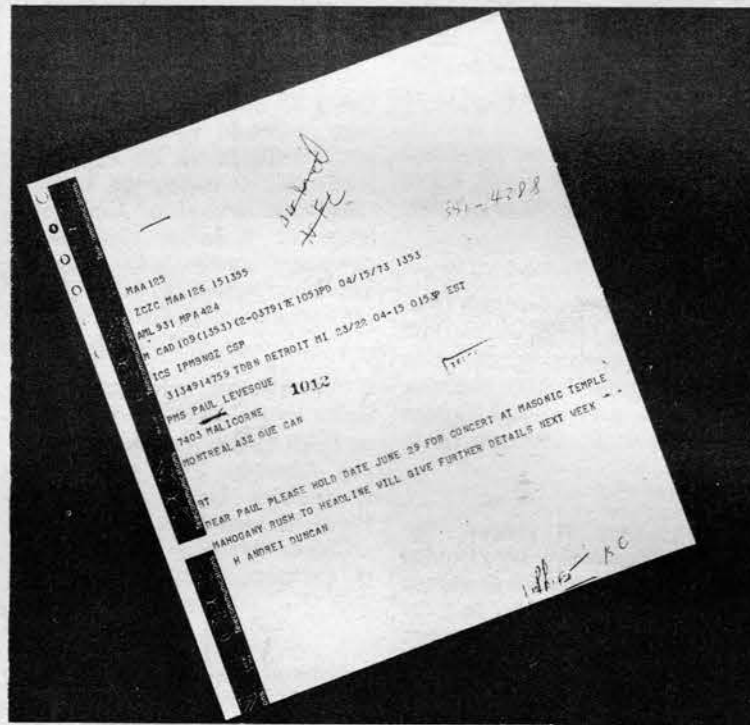 351-4288
MAA125
ZCZC MAA126 151355
AML931 MPA424
M CAD109(1353)(2-037917E105)PD 04/15/73 1353
ICS IPMBNGZ CSP
3134914759 TDBN DETROIT MI 23/22 04-15 0153P EST
PMS PAUL LEVESQUE 1012
7403 MALICORNE
MONTREAL 432 QUE CAN
BT
DEAR PAUL PLEASE HOLD DATE JUNE 29 FOR CONCERT AT MASONIC TEMPLE
MAHOGANY RUSH TO HEADLINE WILL GIVE FURTHER DETAILS NEXT WEEK
H ANDREI DUNCAN